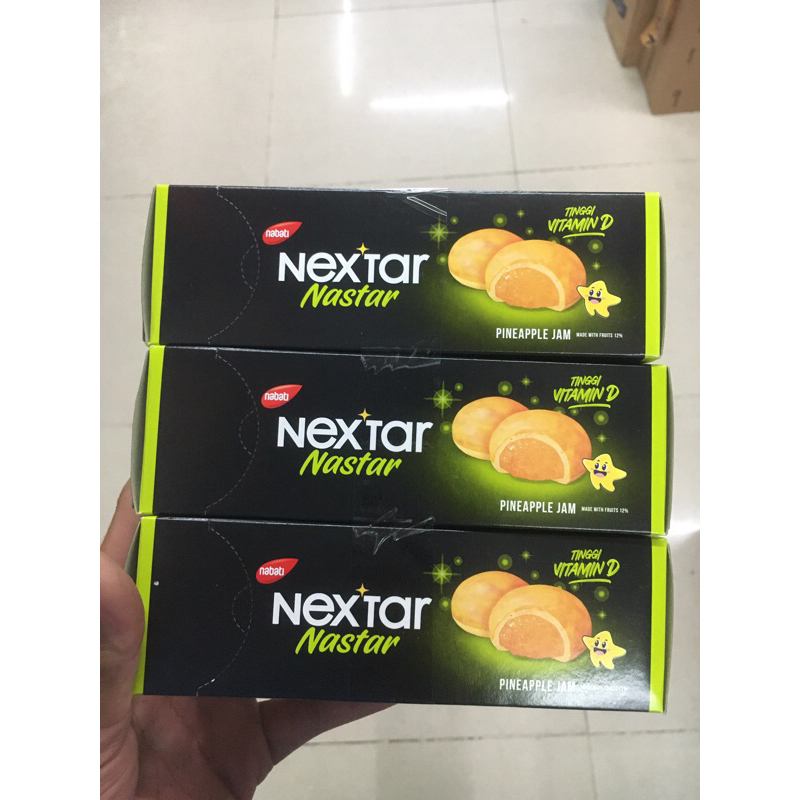 nabati
Nextar
Nastar
TINGGI
VITAMIN D
PINEAPPLE JAM MADE WITH FRUITS 12%
nabati
Nextar
Nastar
TINGGI
VITAMIN D
PINEAPPLE JAM MADE WITH FRUITS 12%
nabati
Nextar
Nastar
TINGGI
VITAMIN D
PINEAPPLE JAM